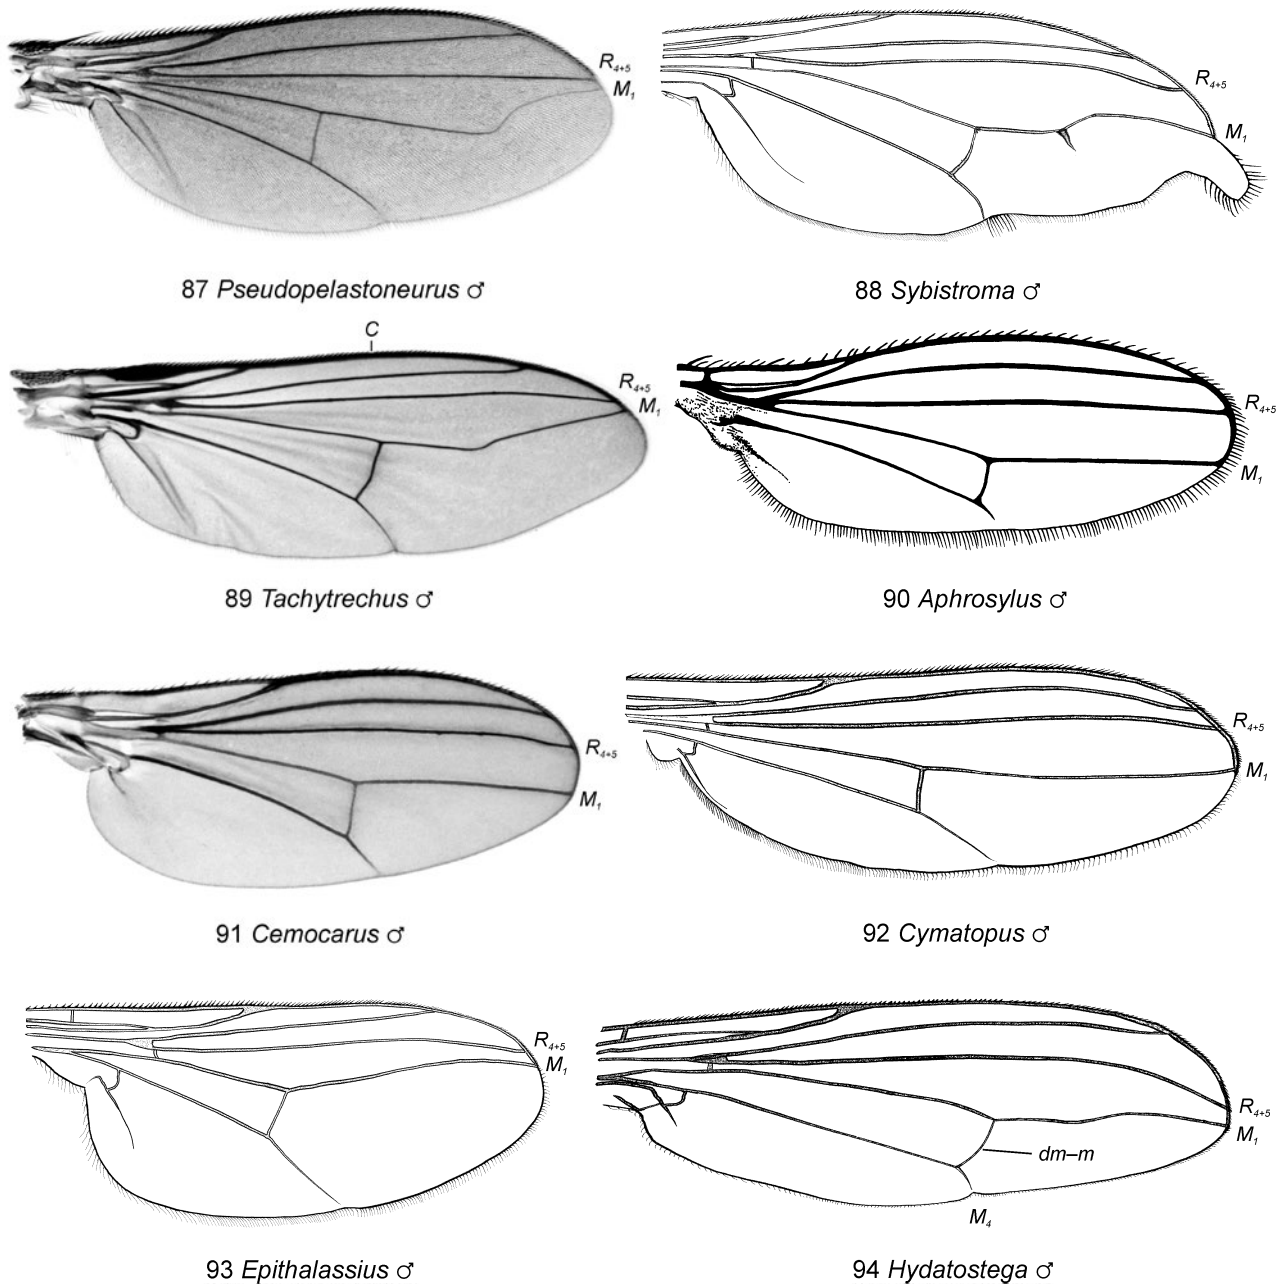 R₄₊₅
M₁
R₄₊₅
M₁
87 Pseudopelastoneurus ♂
88 Sybistroma ♂
C
R₄₊₅
M₁
R₄₊₅
M₁
89 Tachytrechus ♂
90 Aphrosylus ♂
R₄₊₅
M₁
R₄₊₅
M₁
91 Cemocarus ♂
92 Cymatopus ♂
R₄₊₅
M₁
R₄₊₅
M₁
dm–m
M₄
93 Epithalassius ♂
94 Hydatostega ♂